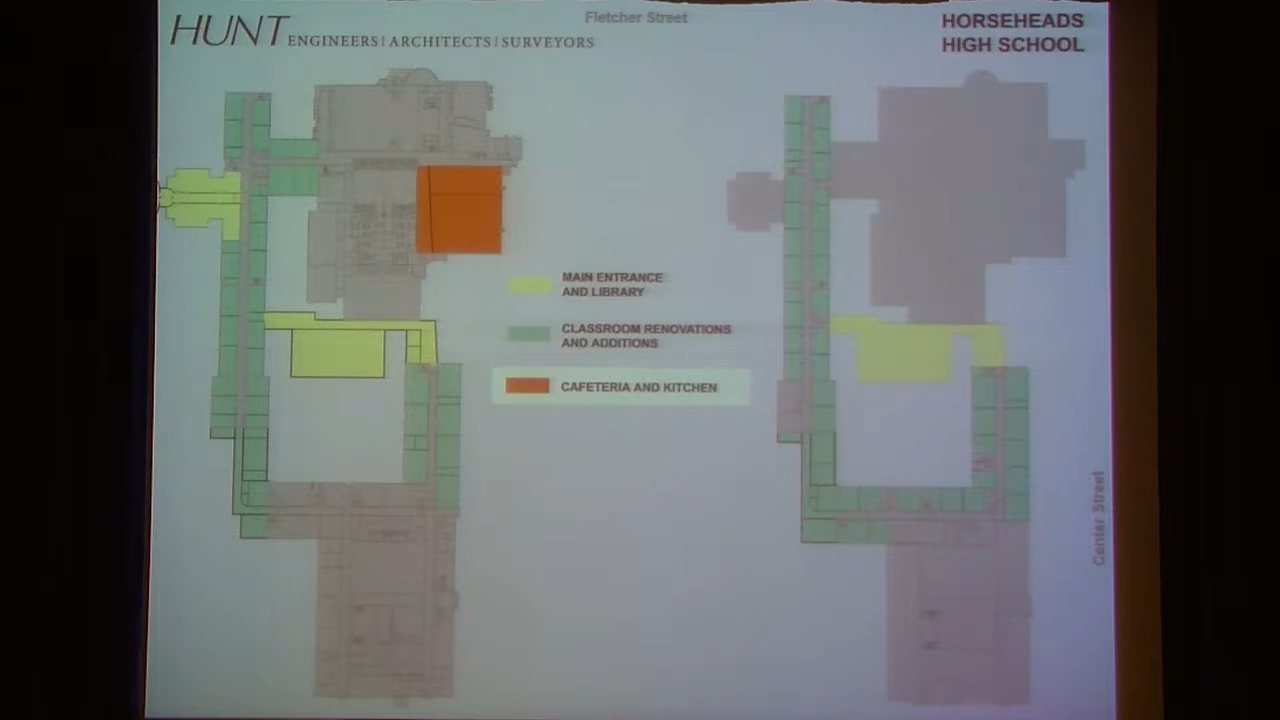 Fletcher Street
HUNT ENGINEERS | ARCHITECTS | SURVEYORS
HORSEHEADS
HIGH SCHOOL
MAIN ENTRANCE
AND LIBRARY
CLASSROOM RENOVATIONS
AND ADDITIONS
CAFETERIA AND KITCHEN
Center Street